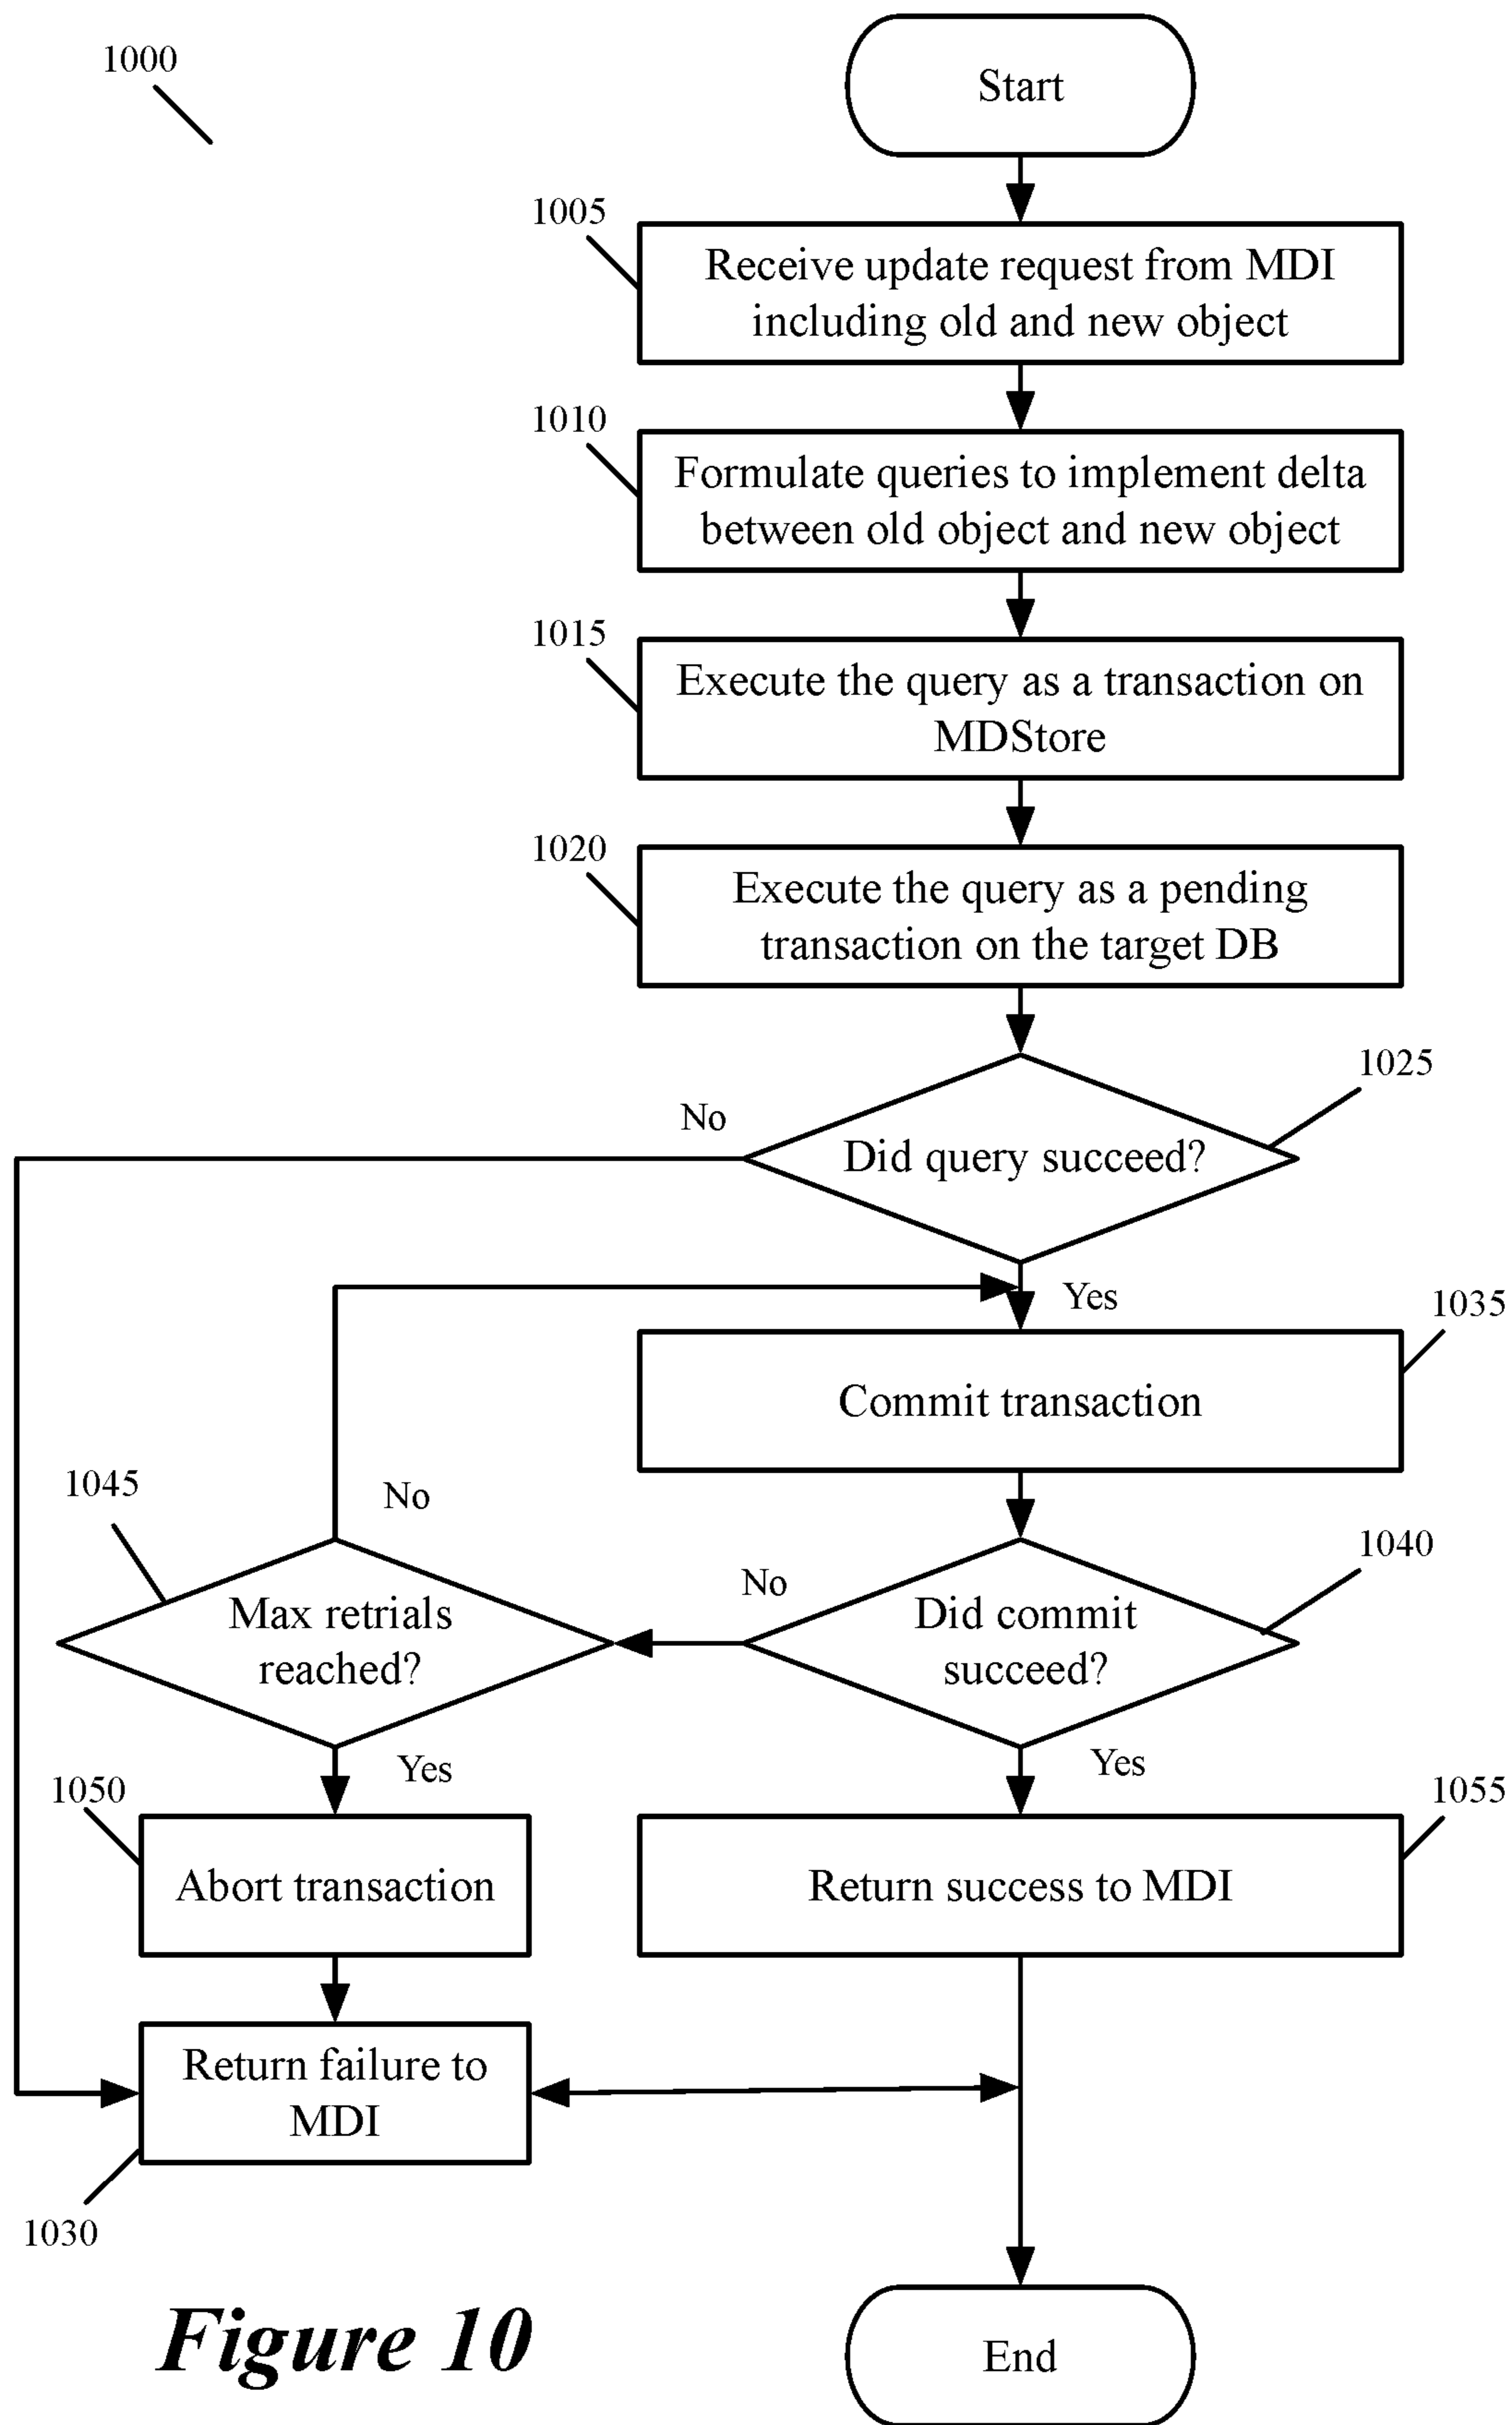 1000
Start
1005
Receive update request from MDI
including old and new object
1010
Formulate queries to implement delta
between old object and new object
1015
Execute the query as a transaction on
MDStore
1020
Execute the query as a pending
transaction on the target DB
1025
No
Did query succeed?
Yes
1035
Commit transaction
1045
No
1040
No
Max retrials
reached?
Did commit
succeed?
Yes
Yes
1050
1055
Abort transaction
Return success to MDI
Return failure to
MDI
1030
Figure 10
End